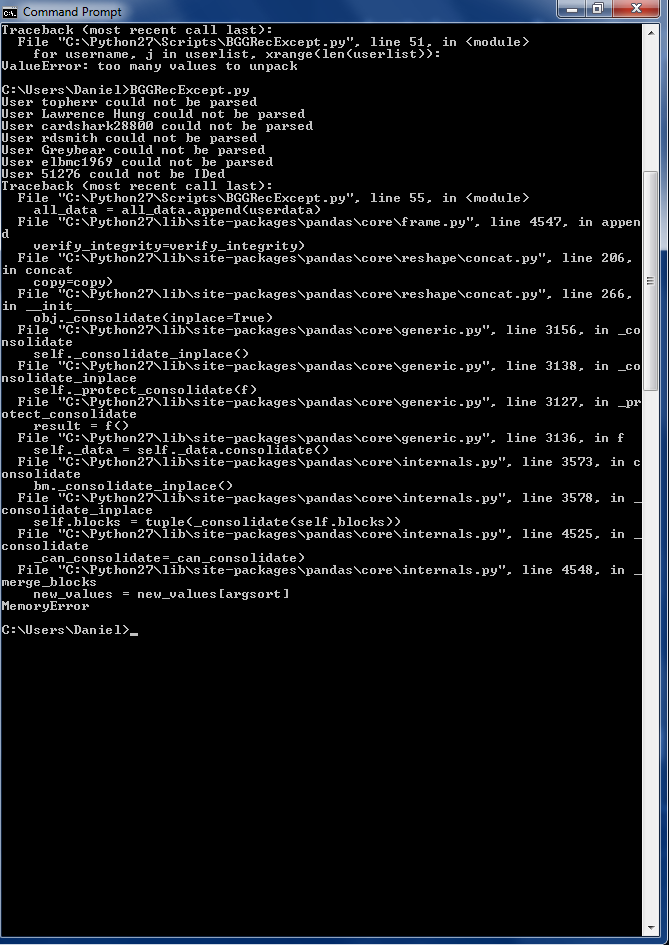 Command Prompt
Traceback (most recent call last):
  File "C:\Python27\Scripts\BGGRecExcept.py", line 51, in <module>
    for username, j in userlist, xrange(len(userlist)):
ValueError: too many values to unpack
C:\Users\Daniel>BGGRecExcept.py
User topherr could not be parsed
User Lawrence Hung could not be parsed
User cardshark28800 could not be parsed
User rdsmith could not be parsed
User Greybear could not be parsed
User elbmc1969 could not be parsed
User 51276 could not be IDed
Traceback (most recent call last):
  File "C:\Python27\Scripts\BGGRecExcept.py", line 55, in <module>
    all_data = all_data.append(userdata)
  File "C:\Python27\lib\site-packages\pandas\core\frame.py", line 4547, in appen
d
    verify_integrity=verify_integrity)
  File "C:\Python27\lib\site-packages\pandas\core\reshape\concat.py", line 206,
in concat
    copy=copy)
  File "C:\Python27\lib\site-packages\pandas\core\reshape\concat.py", line 266,
in __init__
    obj._consolidate(inplace=True)
  File "C:\Python27\lib\site-packages\pandas\core\generic.py", line 3156, in _co
nsolidate
    self._consolidate_inplace()
  File "C:\Python27\lib\site-packages\pandas\core\generic.py", line 3138, in _co
nsolidate_inplace
    self._protect_consolidate(f)
  File "C:\Python27\lib\site-packages\pandas\core\generic.py", line 3127, in _pr
otect_consolidate
    result = f()
  File "C:\Python27\lib\site-packages\pandas\core\generic.py", line 3136, in f
    self._data = self._data.consolidate()
  File "C:\Python27\lib\site-packages\pandas\core\internals.py", line 3573, in c
onsolidate
    bm._consolidate_inplace()
  File "C:\Python27\lib\site-packages\pandas\core\internals.py", line 3578, in _
consolidate_inplace
    self.blocks = tuple(_consolidate(self.blocks))
  File "C:\Python27\lib\site-packages\pandas\core\internals.py", line 4525, in _
consolidate
    _can_consolidate=_can_consolidate)
  File "C:\Python27\lib\site-packages\pandas\core\internals.py", line 4548, in _
merge_blocks
    new_values = new_values[argsort]
MemoryError
C:\Users\Daniel>_